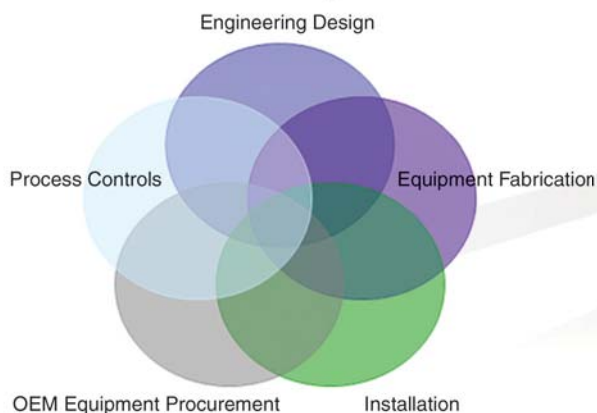 Engineering Design
Process Controls
Equipment Fabrication
OEM Equipment Procurement
Installation